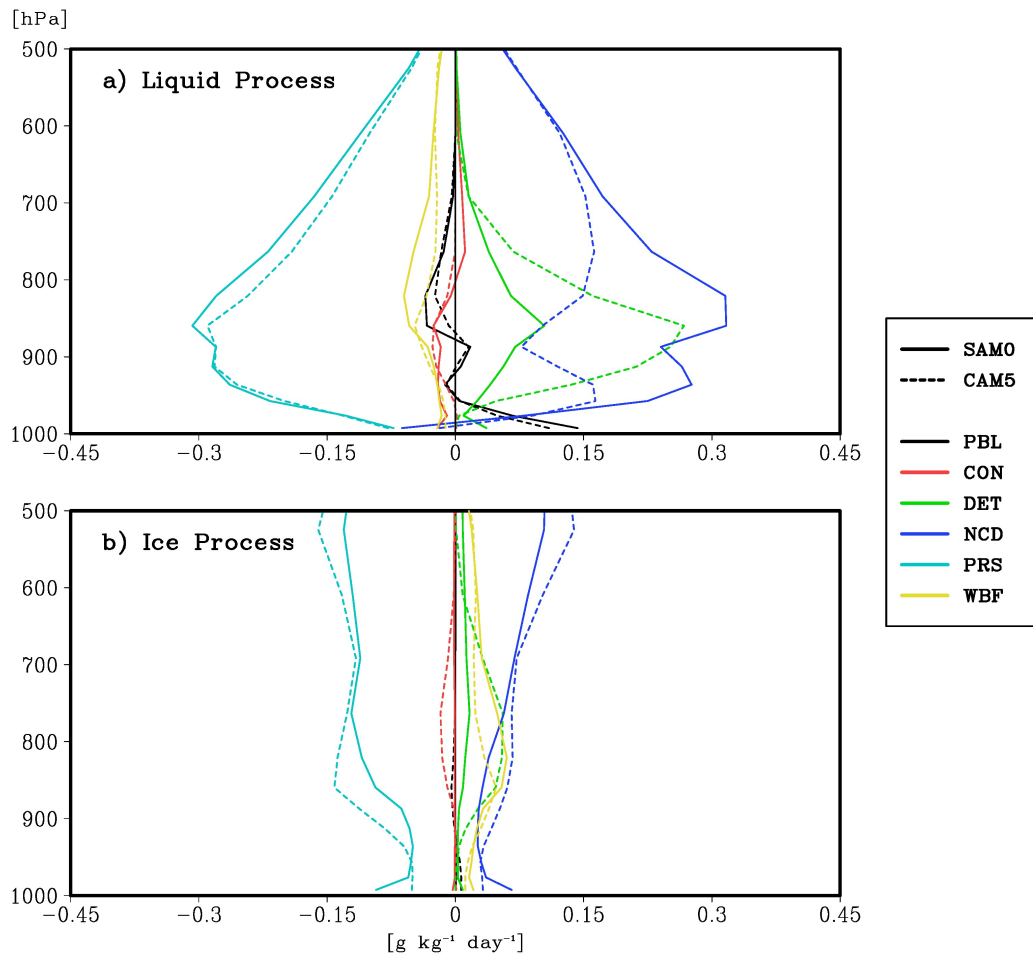 [hPa]
500
a) Liquid Process
600
700
800
900
1000
-0.45
-0.3
-0.15
0
0.15
0.3
0.45
500
b) Ice Process
600
700
800
900
1000
-0.45
-0.3
-0.15
0
0.15
0.3
0.45
[g kg⁻¹ day⁻¹]
SAM0
CAM5
PBL
CON
DET
NCD
PRS
WBF